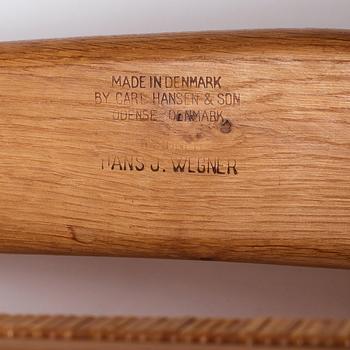 MADE IN DENMARK
BY CARL HANSEN & SON
ODENSE DENMARK
HANS J. WEGNER